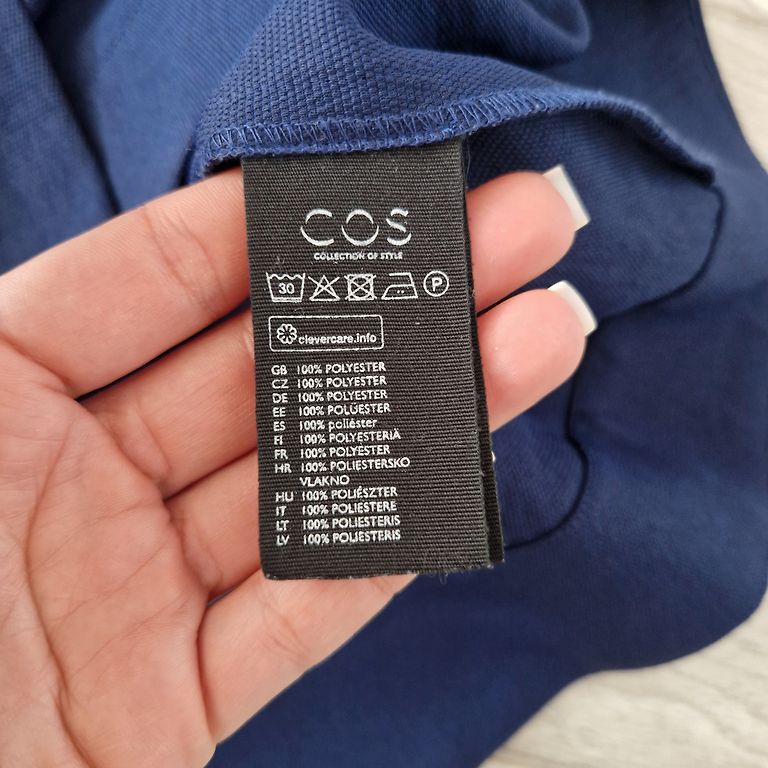 COS
COLLECTION OF STYLE
30 P
clevercare.info
GB 100% POLYESTER
CZ 100% POLYESTER
DE 100% POLYESTER
EE 100% POLÜESTER
ES 100% poliéster
FI 100% POLYESTERIÄ
FR 100% POLYESTER
HR 100% POLIESTERSKO
VLAKNO
HU 100% POLIÉSZTER
IT 100% POLIESTERE
LT 100% POLIESTERIS
LV 100% POLIESTERIS